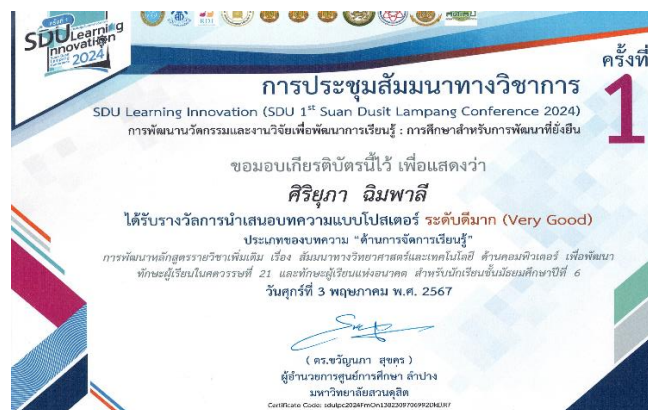 ครั้งที่ 1
SDU Learning
Innovation
2024
ครั้งที่
1
การประชุมสัมมนาทางวิชาการ
SDU Learning Innovation (SDU 1st Suan Dusit Lampang Conference 2024)
การพัฒนานวัตกรรมและงานวิจัยเพื่อพัฒนาการเรียนรู้ : การศึกษาสำหรับการพัฒนาที่ยั่งยืน
ขอมอบเกียรติบัตรนี้ไว้ เพื่อแสดงว่า
ศิริยุภา ฉิมพาลี
ได้รับรางวัลการนำเสนอบทความแบบโปสเตอร์ ระดับดีมาก (Very Good)
ประเภทของบทความ "ด้านการจัดการเรียนรู้"
การพัฒนาหลักสูตรรายวิชาเพิ่มเติม เรื่อง สัมมนาทางวิทยาศาสตร์และเทคโนโลยี ด้านคอมพิวเตอร์ เพื่อพัฒนา
ทักษะผู้เรียนในศตวรรษที่ 21 และทักษะผู้เรียนแห่งอนาคต สำหรับนักเรียนชั้นมัธยมศึกษาปีที่ 6
วันศุกร์ที่ 3 พฤษภาคม พ.ศ. 2567
( ดร.ขวัญนภา สุขคร )
ผู้อำนวยการศูนย์การศึกษา ลำปาง
มหาวิทยาลัยสวนดุสิต
Certificate Code: